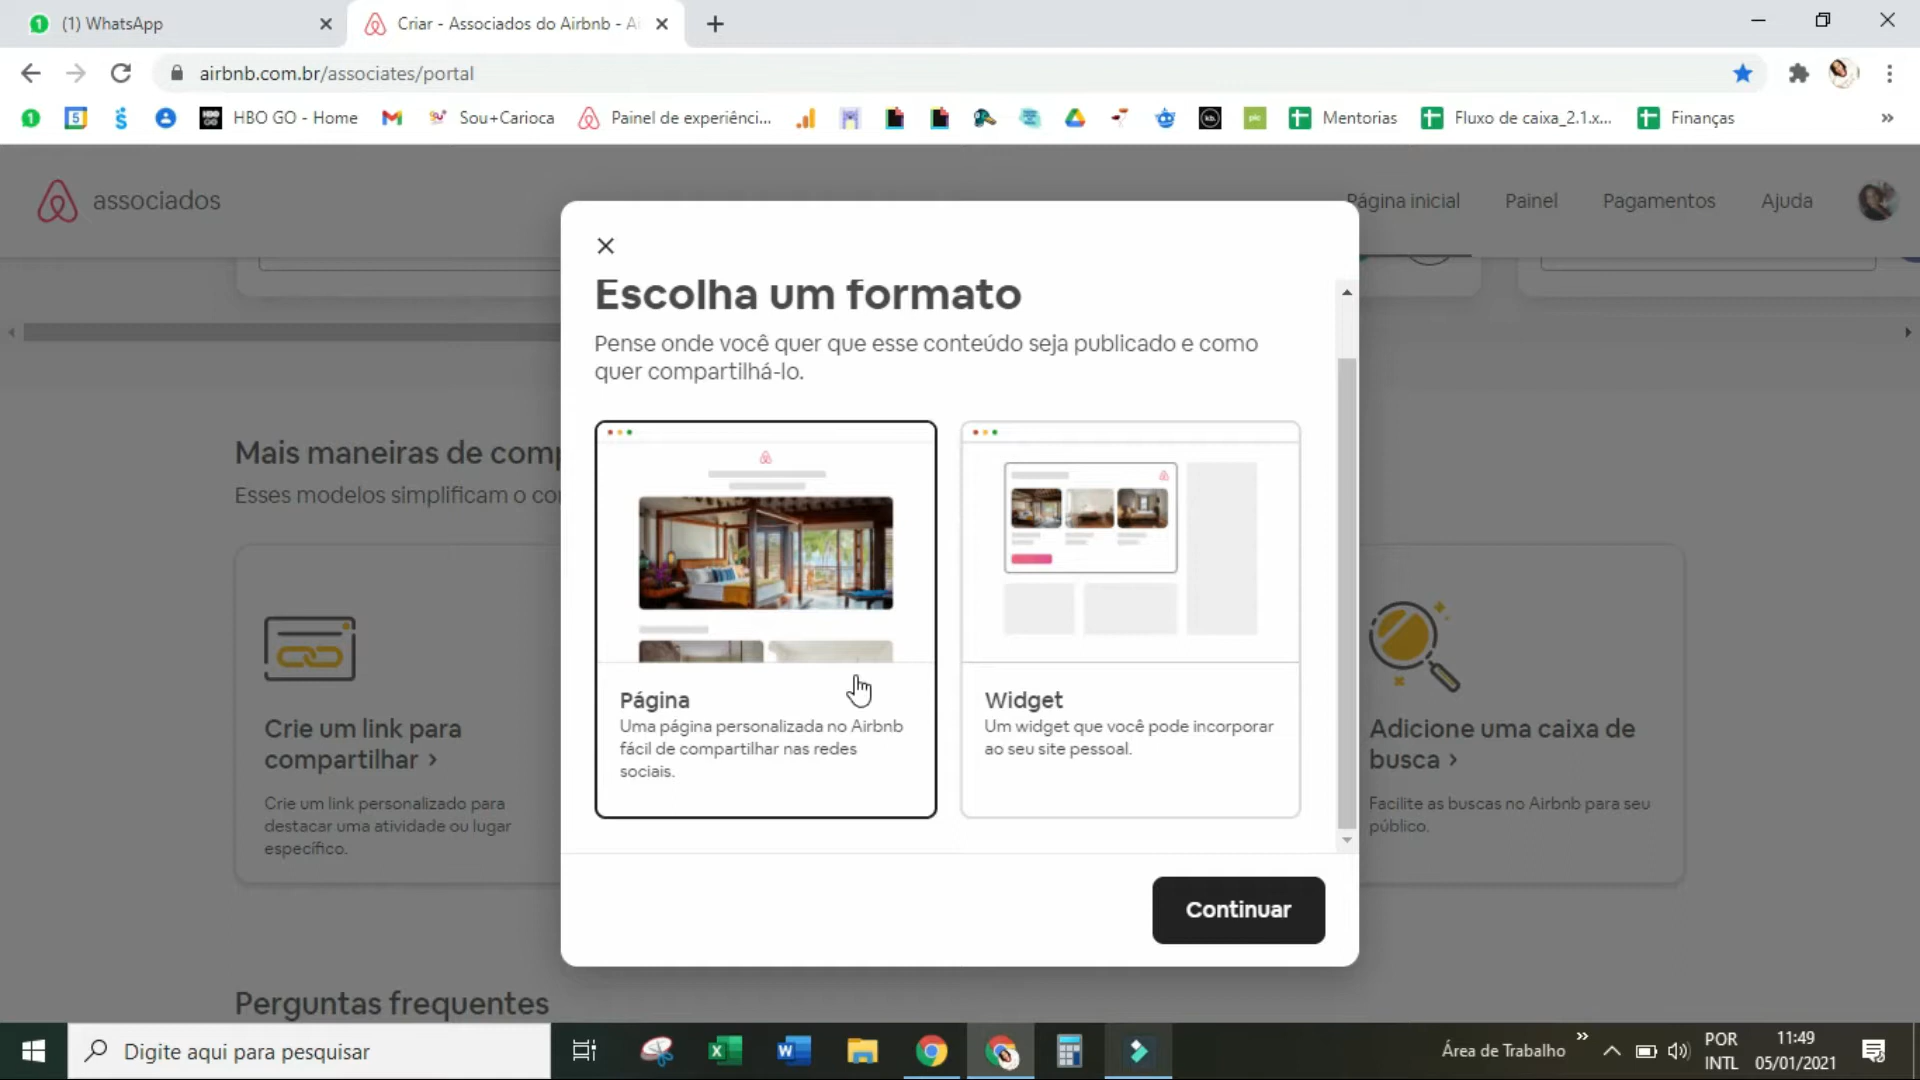 (1) WhatsApp
Criar - Associados do Airbnb - Ai
airbnb.com.br/associates/portal
HBO GO - Home
Sou+Carioca
Painel de experiênci...
Mentorias
Fluxo de caixa_2.1.x...
Finanças
associados
Página inicial
Painel
Pagamentos
Ajuda
Escolha um formato
Pense onde você quer que esse conteúdo seja publicado e como
quer compartilhá-lo.
Mais maneiras de comp
Esses modelos simplificam o co
Página
Uma página personalizada no Airbnb
fácil de compartilhar nas redes
sociais.
Widget
Um widget que você pode incorporar
ao seu site pessoal.
Crie um link para
compartilhar ›
Crie um link personalizado para
destacar uma atividade ou lugar
específico.
Adicione uma caixa de
busca ›
Facilite as buscas no Airbnb para seu
público.
Continuar
Perguntas frequentes
Digite aqui para pesquisar
Área de Trabalho
POR
INTL
11:49
05/01/2021